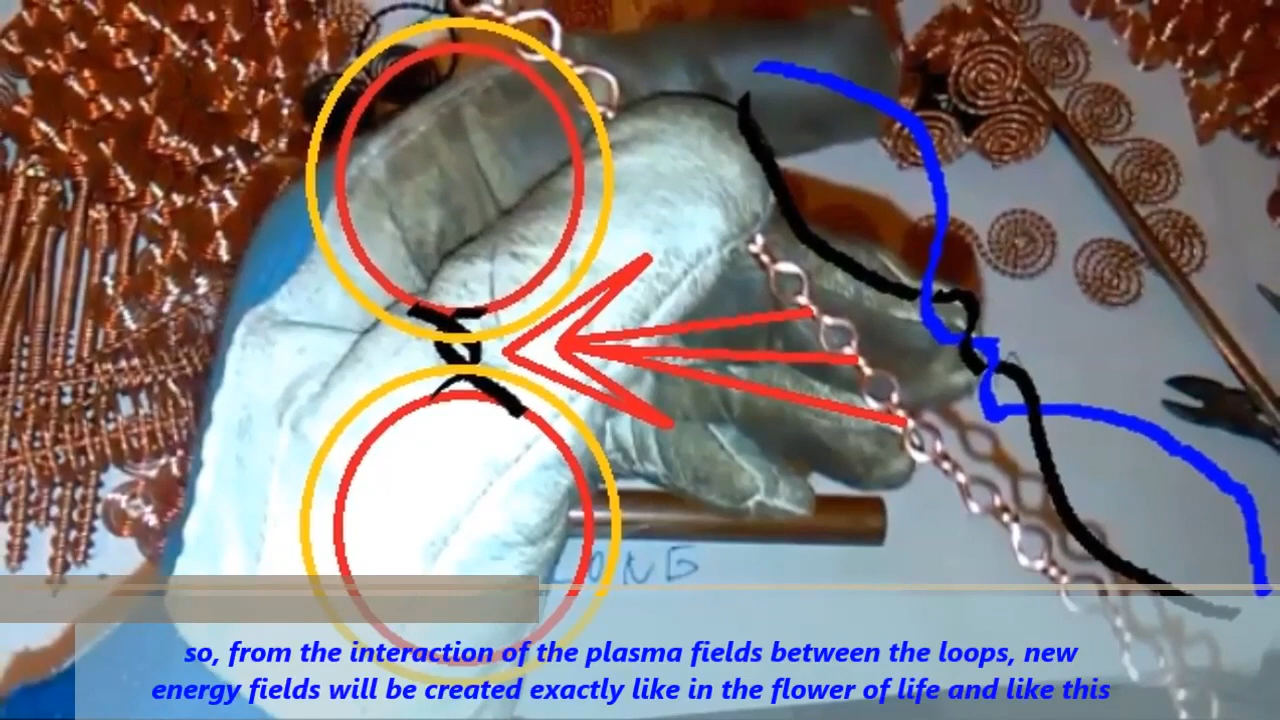 LONG
so, from the interaction of the plasma fields between the loops, new
energy fields will be created exactly like in the flower of life and like this